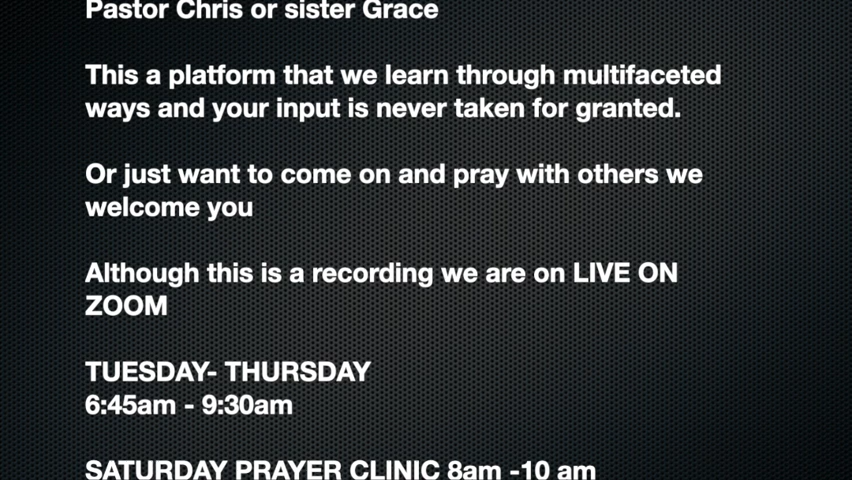 Pastor Chris or sister Grace
This a platform that we learn through multifaceted
ways and your input is never taken for granted.
Or just want to come on and pray with others we
welcome you
Although this is a recording we are on LIVE ON
ZOOM
TUESDAY- THURSDAY
6:45am - 9:30am
SATURDAY PRAYER CLINIC 8am -10 am